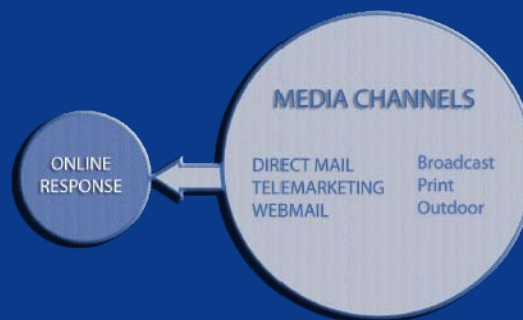 MEDIA CHANNELS
ONLINE
RESPONSE
DIRECT MAIL
TELEMARKETING
WEBMAIL
Broadcast
Print
Outdoor